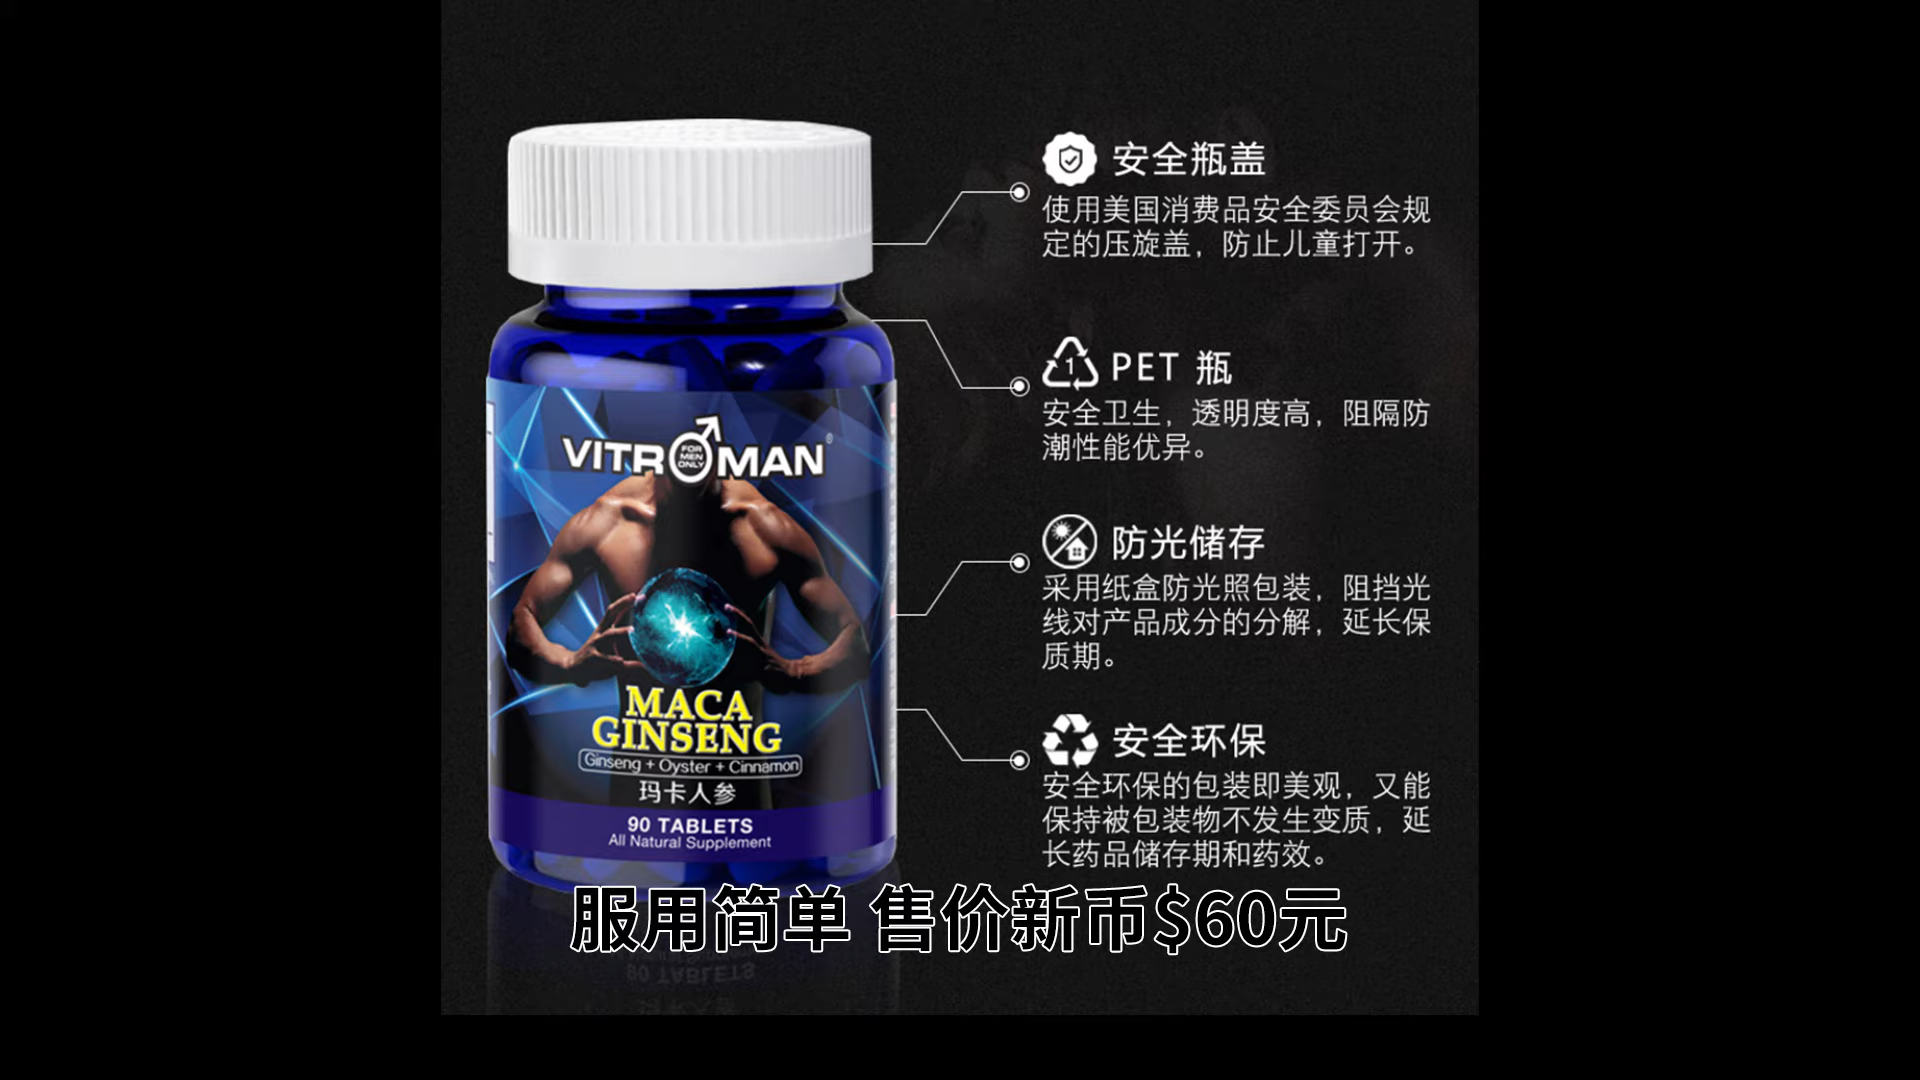 安全瓶盖
使用美国消费品安全委员会规
定的压旋盖，防止儿童打开。
1 PET 瓶
安全卫生，透明度高，阻隔防
潮性能优异。
防光储存
采用纸盒防光照包装，阻挡光
线对产品成分的分解，延长保
质期。
安全环保
安全环保的包装即美观，又能
保持被包装物不发生变质，延
长药品储存期和药效。
VITROMAN®
FOR
MEN
ONLY
MACA
GINSENG
Ginseng + Oyster + Cinnamon
玛卡人参
90 TABLETS
All Natural Supplement
服用简单 售价新币$60元